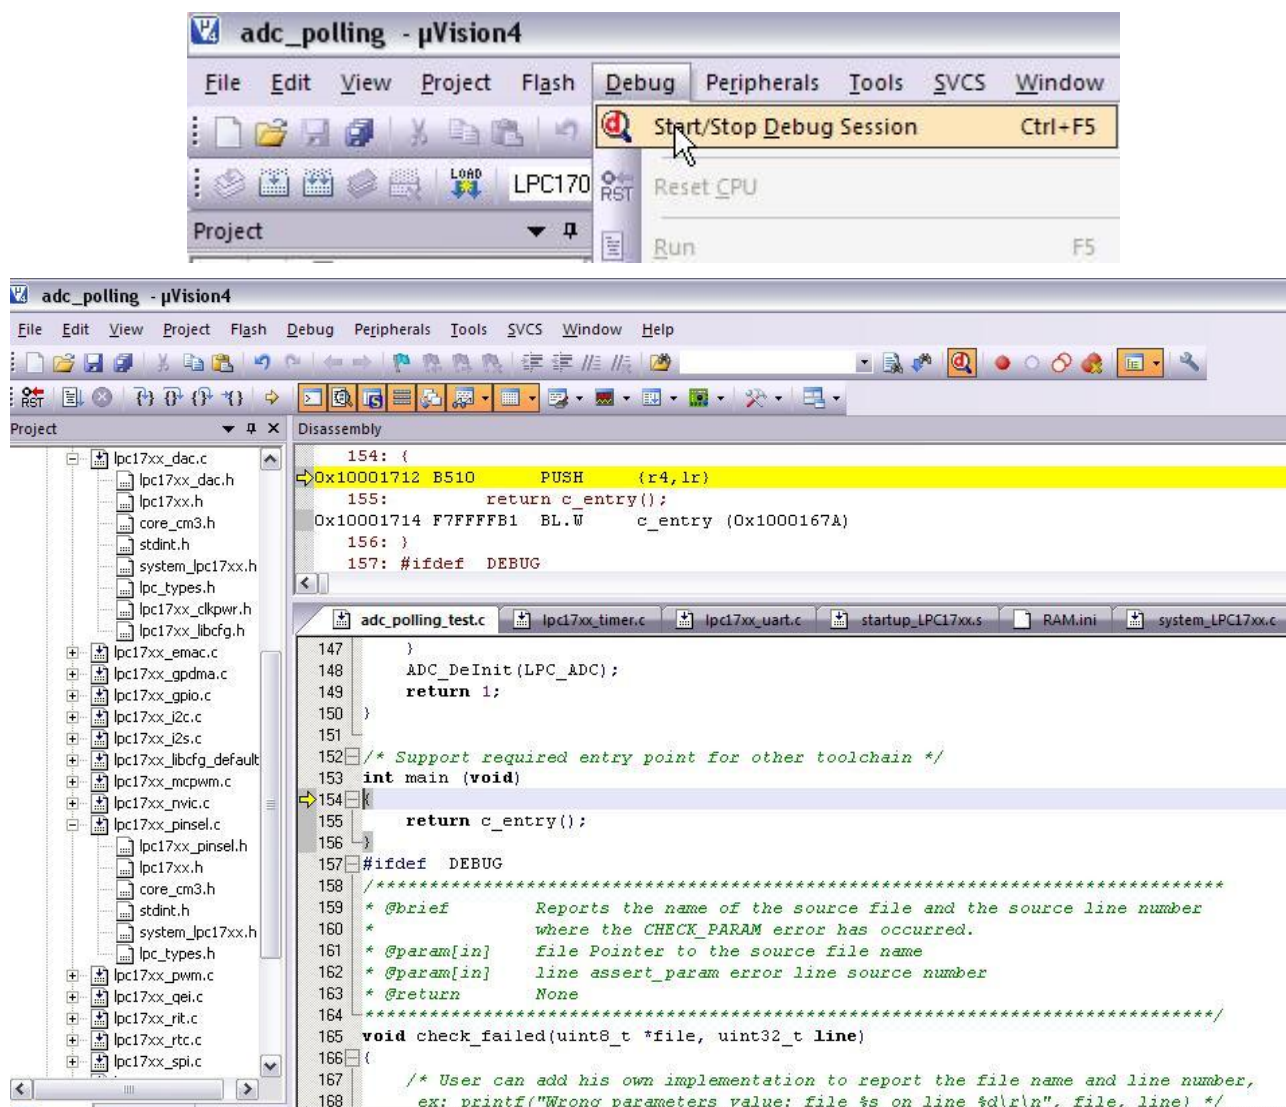 adc_polling - µVision4
File Edit View Project Flash Debug Peripherals Tools SVCS Window
Start/Stop Debug Session Ctrl+F5
LOAD LPC170 RST Reset CPU
Project
Run F5
adc_polling - µVision4
File Edit View Project Flash Debug Peripherals Tools SVCS Window Help
RST
Project
Disassembly
lpc17xx_dac.c
lpc17xx_dac.h
lpc17xx.h
core_cm3.h
stdint.h
system_lpc17xx.h
lpc_types.h
lpc17xx_clkpwr.h
lpc17xx_libcfg.h
lpc17xx_emac.c
lpc17xx_gpdma.c
lpc17xx_gpio.c
lpc17xx_i2c.c
lpc17xx_i2s.c
lpc17xx_libcfg_default
lpc17xx_mcpwm.c
lpc17xx_nvic.c
lpc17xx_pinsel.c
lpc17xx_pinsel.h
lpc17xx.h
core_cm3.h
stdint.h
system_lpc17xx.h
lpc_types.h
lpc17xx_pwm.c
lpc17xx_qei.c
lpc17xx_rit.c
lpc17xx_rtc.c
lpc17xx_spi.c
154: {
0x10001712 B510 PUSH {r4,lr}
155: return c_entry();
0x10001714 F7FFFFB1 BL.W c_entry (0x1000167A)
156: }
157: #ifdef DEBUG
adc_polling_test.c lpc17xx_timer.c lpc17xx_uart.c startup_LPC17xx.s RAM.ini system_LPC17xx.c
147 }
148 ADC_DeInit(LPC_ADC);
149 return 1;
150 }
151
152 /* Support required entry point for other toolchain */
153 int main (void)
154 {
155 return c_entry();
156 }
157 #ifdef DEBUG
158 /*******************************************************************************
159 * @brief Reports the name of the source file and the source line number
160 * where the CHECK_PARAM error has occurred.
161 * @param[in] file Pointer to the source file name
162 * @param[in] line assert_param error line source number
163 * @return None
164 *******************************************************************************/
165 void check_failed(uint8_t *file, uint32_t line)
166 {
167 /* User can add his own implementation to report the file name and line number,
168 ex: printf("Wrong parameters value: file %s on line %d\r\n", file, line) */